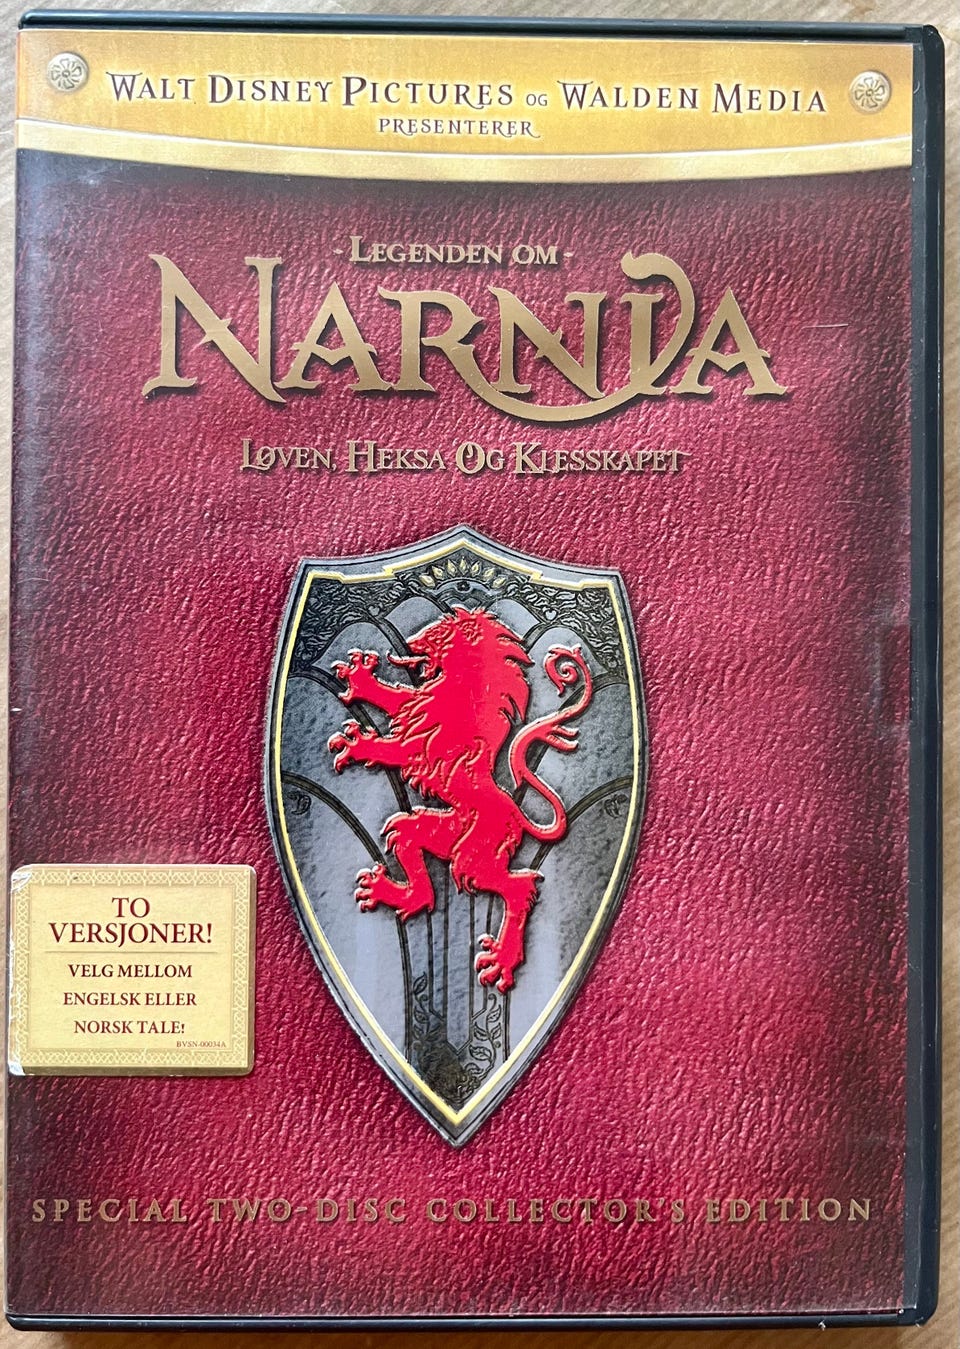 WALT DISNEY PICTURES OG WALDEN MEDIA
PRESENTERER
- LEGENDEN OM -
NARNIA
LØVEN, HEKSA OG KLESSKAPET
TO
VERSJONER!
VELG MELLOM
ENGELSK ELLER
NORSK TALE!
BVSN-00034A
SPECIAL TWO-DISC COLLECTOR'S EDITION